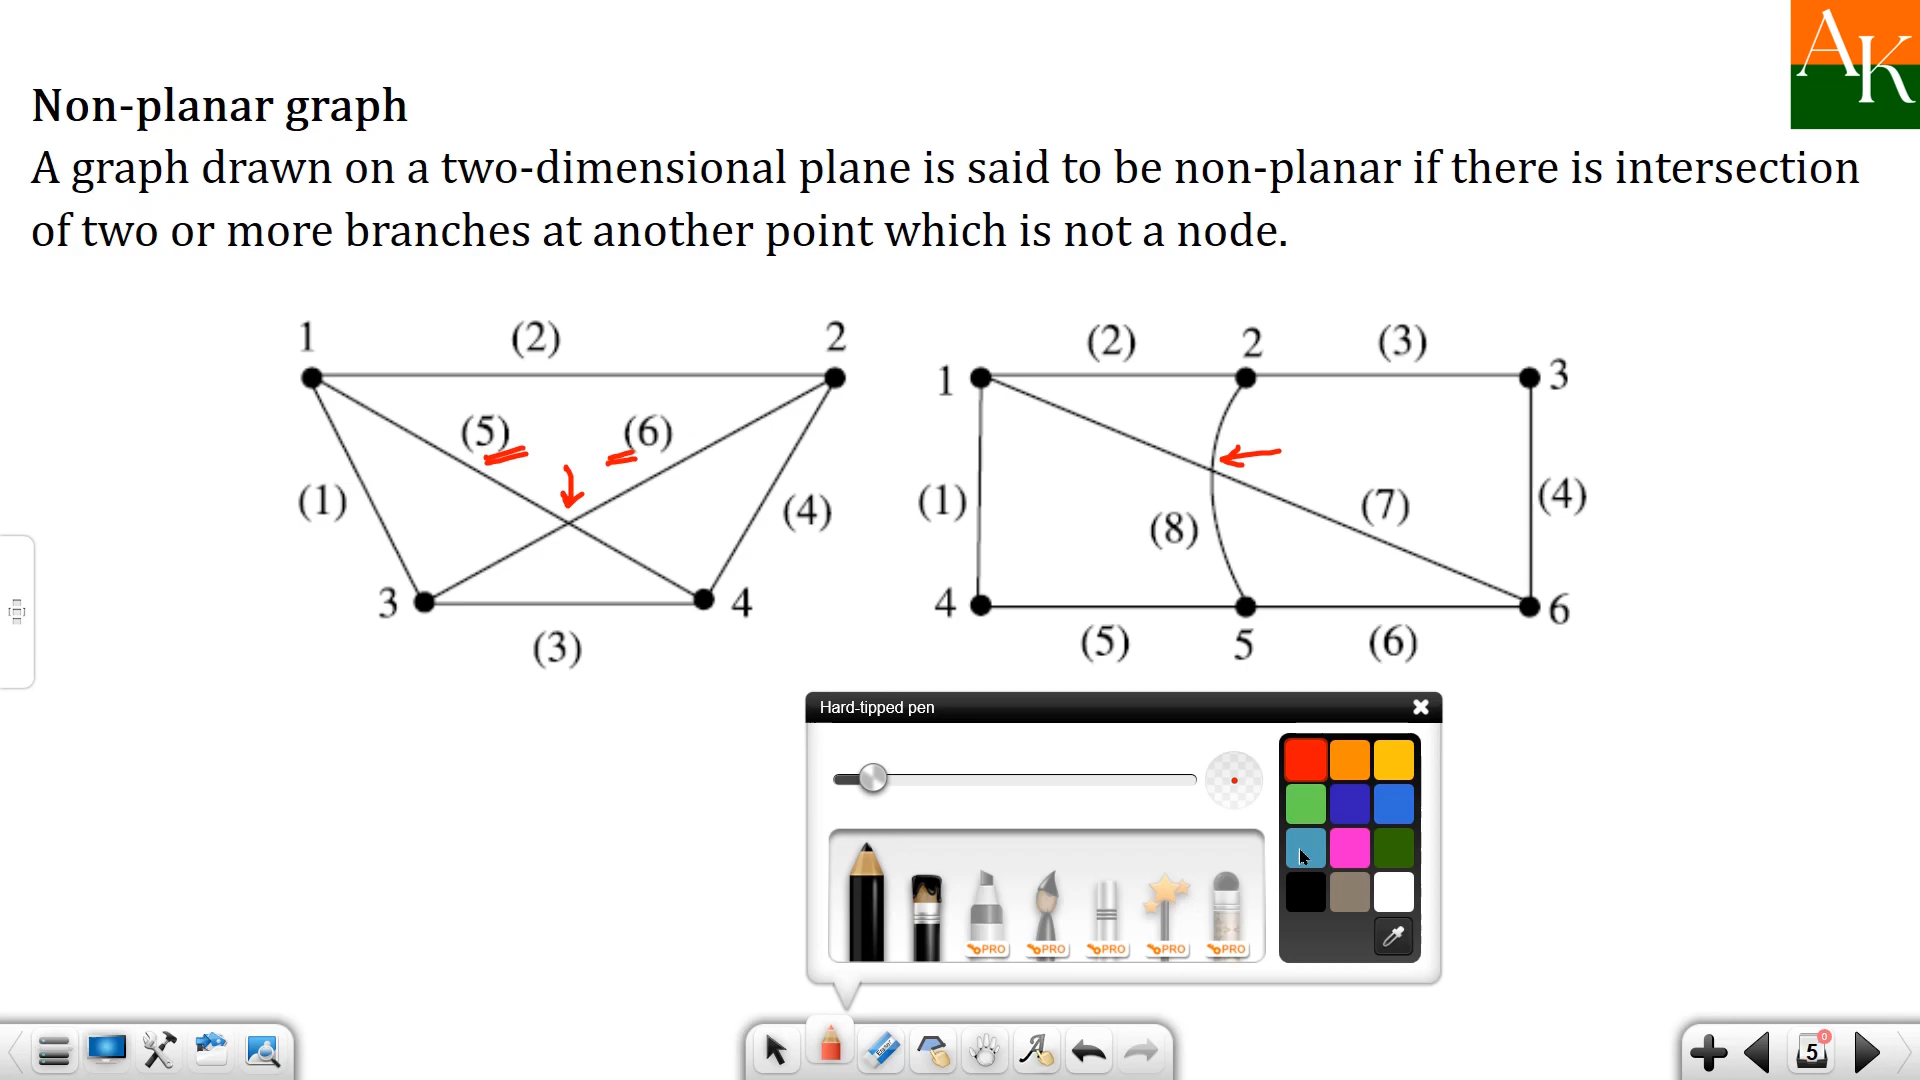 AK
Non-planar graph
A graph drawn on a two-dimensional plane is said to be non-planar if there is intersection
of two or more branches at another point which is not a node.
1 (2) 2
(5) (6)
(1) (4)
3 4
(3)
(2) 2 (3)
1 3
(1) (8) (7) (4)
4 6
(5) 5 (6)
Hard-tipped pen
PRO PRO PRO PRO PRO
Eraser
A
5
0